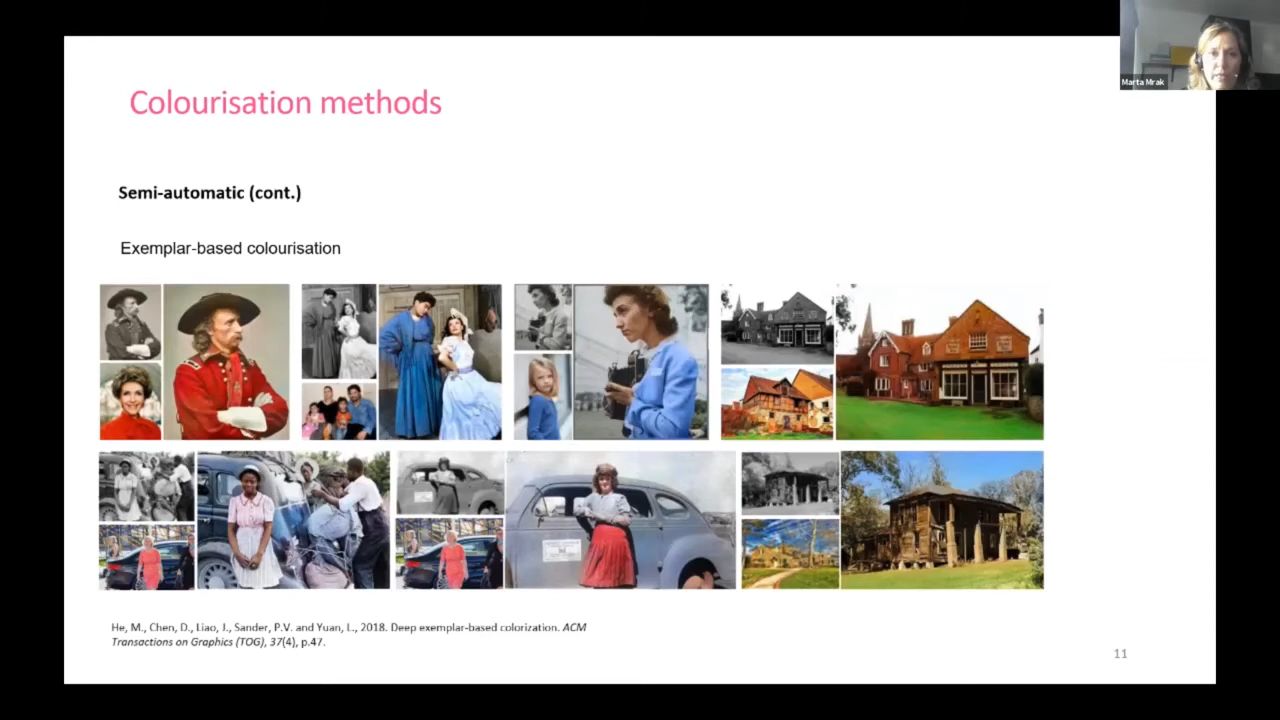 Marta Mrak
Colourisation methods
Semi-automatic (cont.)
Exemplar-based colourisation
He, M., Chen, D., Liao, J., Sander, P.V. and Yuan, L., 2018. Deep exemplar-based colorization. ACM
Transactions on Graphics (TOG), 37(4), p.47.
11